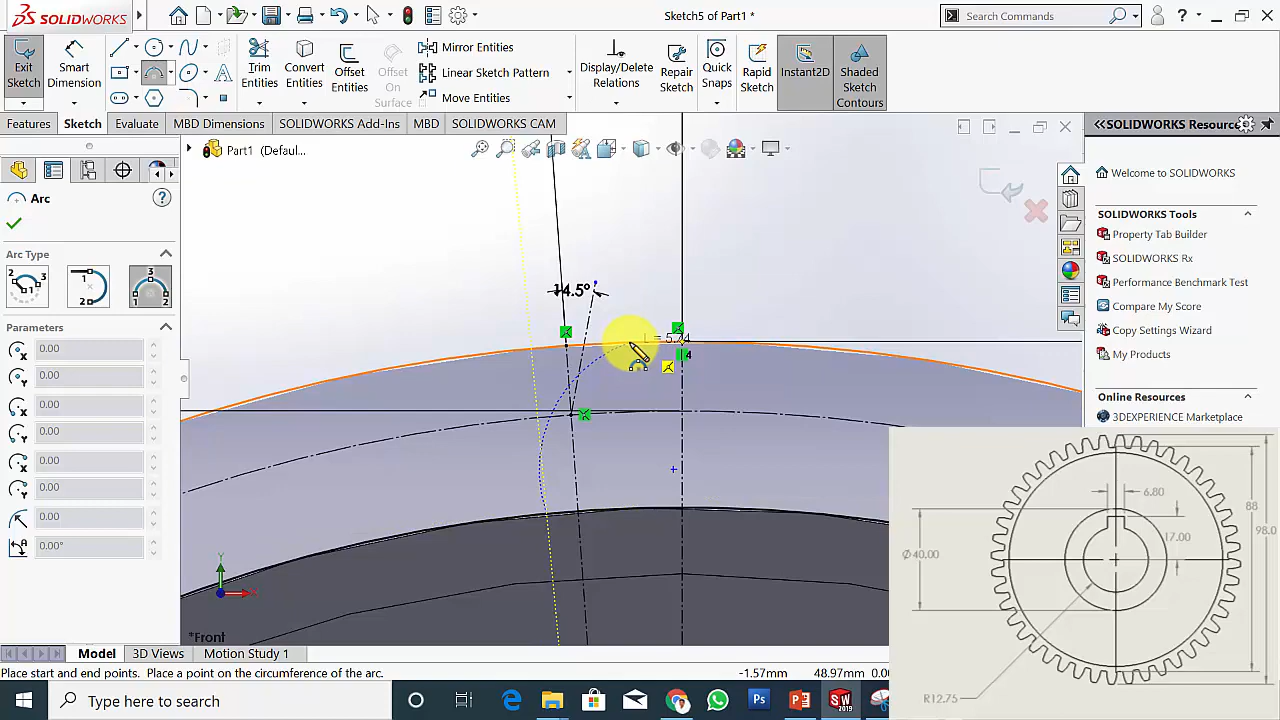 SOLIDWORKS
Sketch5 of Part1 *
Search Commands
Exit Sketch
Smart Dimension
Trim Entities
Convert Entities
Offset Entities
Offset On Surface
Mirror Entities
Linear Sketch Pattern
Move Entities
Display/Delete Relations
Repair Sketch
Quick Snaps
Rapid Sketch
Instant2D
Shaded Sketch Contours
Features
Sketch
Evaluate
MBD Dimensions
SOLIDWORKS Add-Ins
MBD
SOLIDWORKS CAM
Part1 (Defaul...
Arc
Arc Type
Parameters
0.00
0.00
0.00
0.00
0.00
0.00
0.00
0.00°
14.5°
4
Y
X
*Front
SOLIDWORKS Resourc
Welcome to SOLIDWORKS
SOLIDWORKS Tools
Property Tab Builder
SOLIDWORKS Rx
Performance Benchmark Test
Compare My Score
Copy Settings Wizard
My Products
Online Resources
3DEXPERIENCE Marketplace
6.80
88
98.0
17.00
Ø40.00
R12.75
Model
3D Views
Motion Study 1
Place start and end points. Place a point on the circumference of the arc.
-1.57mm
48.97mm
Type here to search